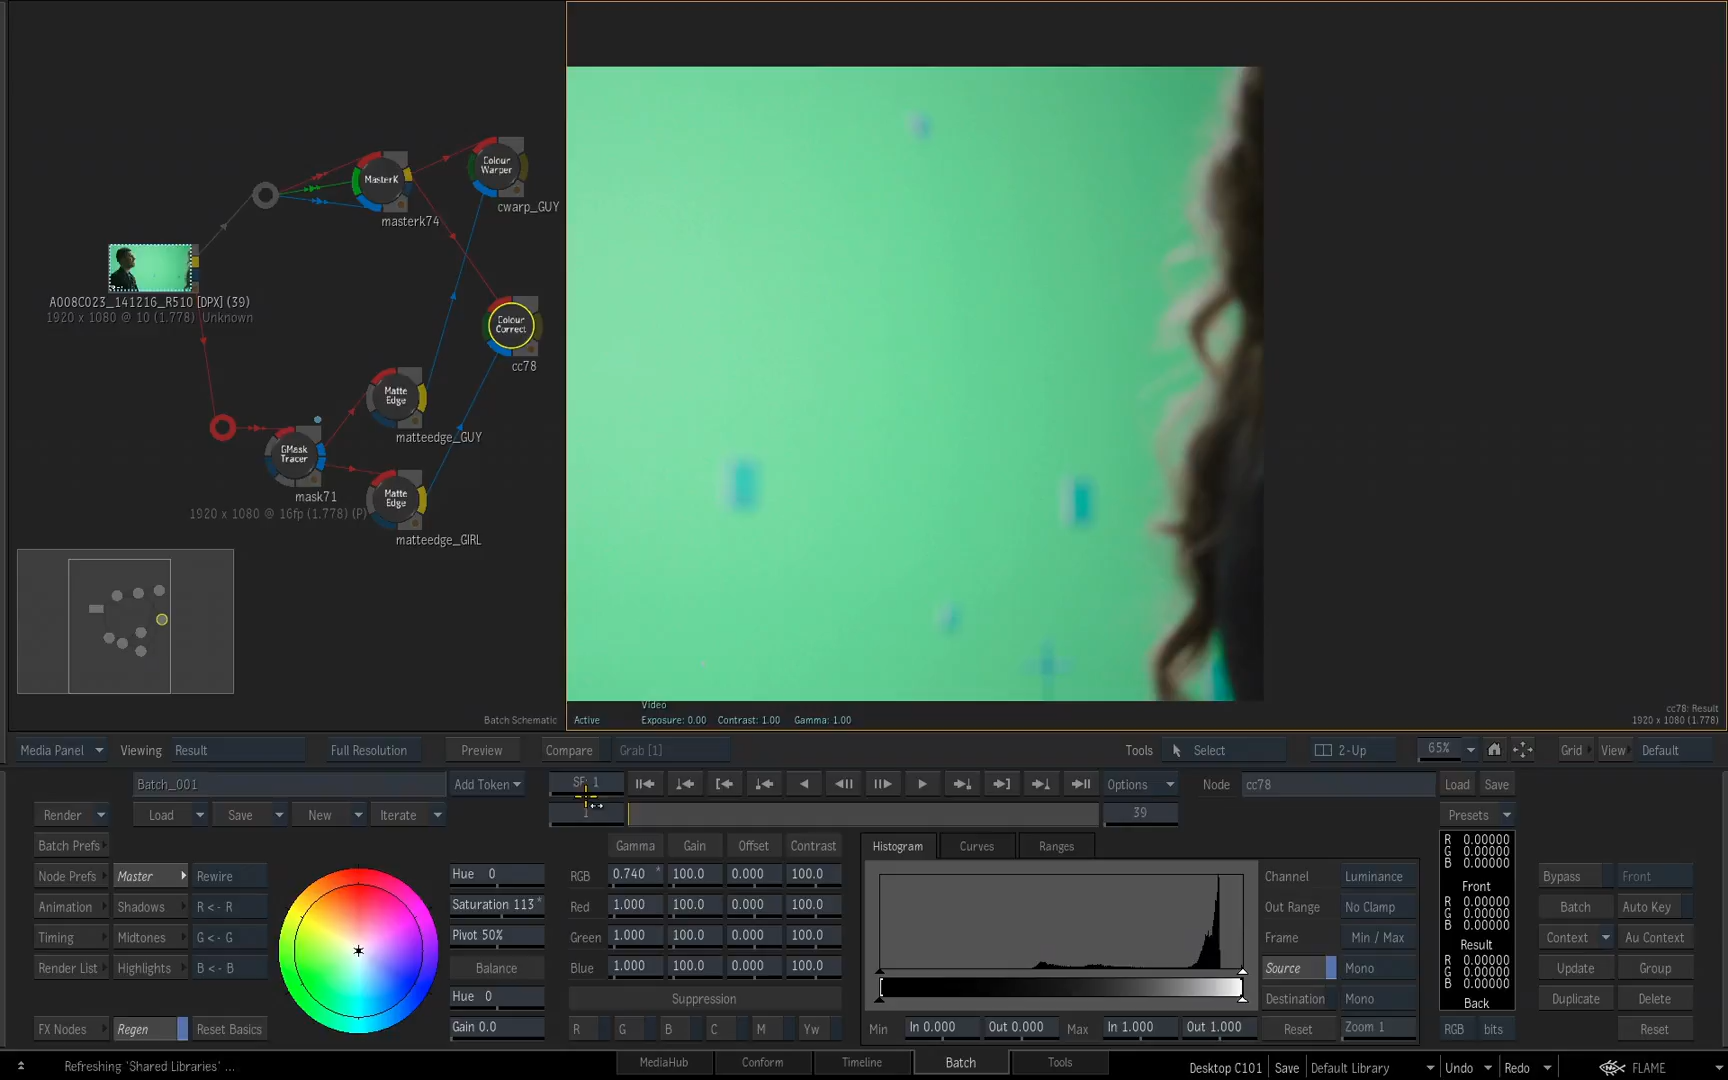 MasterK
masterk74
Colour
Warper
cwarp_GUY
A008C023_141216_R510 [DPX] (39)
1920 x 1080 @ 10 (1.778) Unknown
Colour
Correct
cc78
Matte
Edge
matteedge_GUY
GMask
Tracer
mask71
1920 x 1080 @ 16fp (1.778) (P)
Matte
Edge
matteedge_GIRL
Batch Schematic
Video
Active
Exposure: 0.00 Contrast: 1.00 Gamma: 1.00
cc78: Result
1920 x 1080 (1.778)
Media Panel Viewing Result Full Resolution Preview Compare Grab [1] Tools Select 2-Up 65% Grid View Default
Batch_001 Add Token SF: 1 Options Node cc78 Load Save
Render Load Save New Iterate 1 39 Presets
Batch Prefs Gamma Gain Offset Contrast Histogram Curves Ranges
Node Prefs Master Rewire Hue 0 RGB 0.740 * 100.0 0.000 100.0 Channel Luminance Bypass Front
Animation Shadows R <- R Saturation 113 * Red 1.000 100.0 0.000 100.0 Out Range No Clamp Batch Auto Key
Timing Midtones G <- G Pivot 50% Green 1.000 100.0 0.000 100.0 Frame Min / Max Context Au Context
Render List Highlights B <- B Balance Blue 1.000 100.0 0.000 100.0 Source Mono Update Group
Hue 0 Suppression Destination Mono Duplicate Delete
FX Nodes Regen Reset Basics Gain 0.0 R G B C M Yw Min In 0.000 Out 0.000 Max In 1.000 Out 1.000 Reset Zoom 1 RGB bits Reset
R 0.00000
G 0.00000
B 0.00000
Front
R 0.00000
G 0.00000
B 0.00000
Result
R 0.00000
G 0.00000
B 0.00000
Back
Refreshing 'Shared Libraries' ... MediaHub Conform Timeline Batch Tools Desktop C101 Save Default Library Undo Redo FLAME